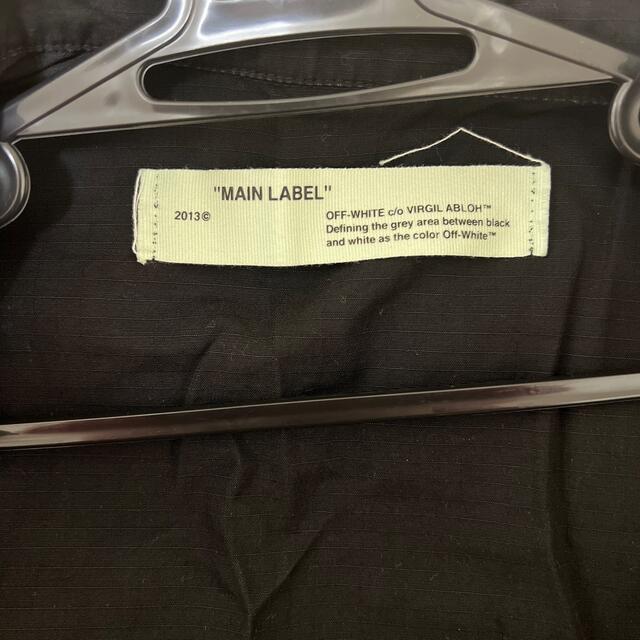 "MAIN LABEL"
2013©
OFF-WHITE c/o VIRGIL ABLOH™
Defining the grey area between black
and white as the color Off-White™